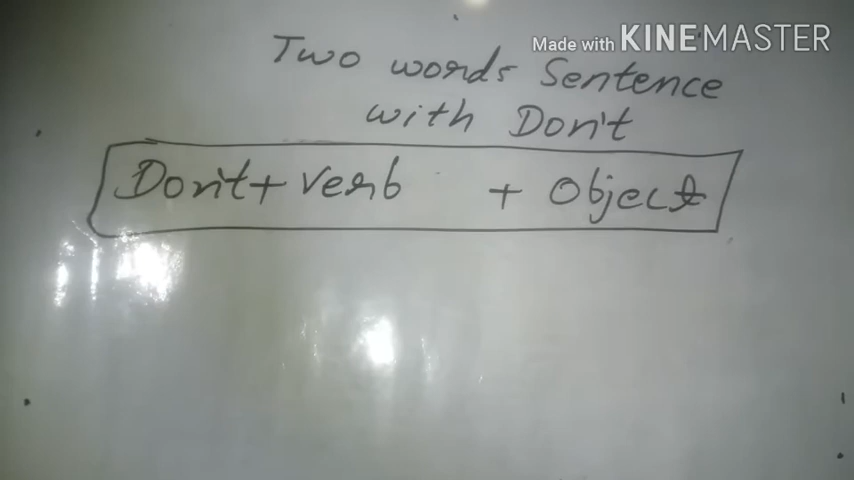 Made with KINEMASTER
Two words Sentence
with Don't
Don't + Verb + Object